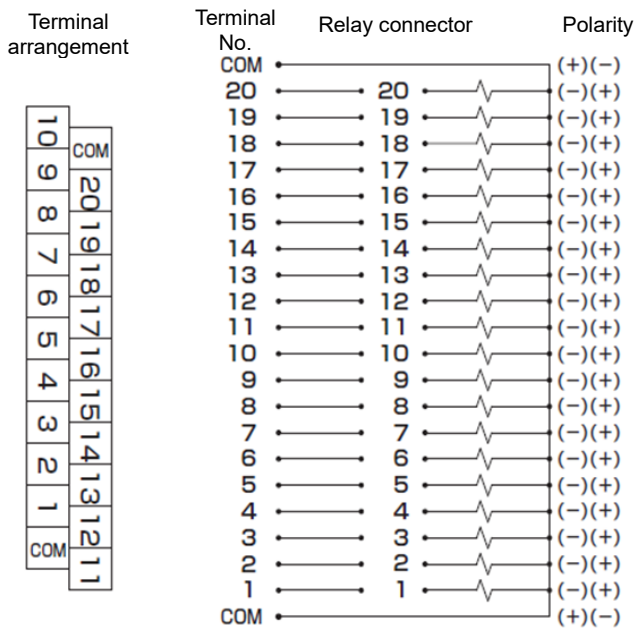 Terminal
arrangement
10
9
8
7
6
5
4
3
2
1
COM
COM
20
19
18
17
16
15
14
13
12
11
Terminal
No.
Relay connector
Polarity
COM (+)(−)
20 20 (−)(+)
19 19 (−)(+)
18 18 (−)(+)
17 17 (−)(+)
16 16 (−)(+)
15 15 (−)(+)
14 14 (−)(+)
13 13 (−)(+)
12 12 (−)(+)
11 11 (−)(+)
10 10 (−)(+)
9 9 (−)(+)
8 8 (−)(+)
7 7 (−)(+)
6 6 (−)(+)
5 5 (−)(+)
4 4 (−)(+)
3 3 (−)(+)
2 2 (−)(+)
1 1 (−)(+)
COM (+)(−)